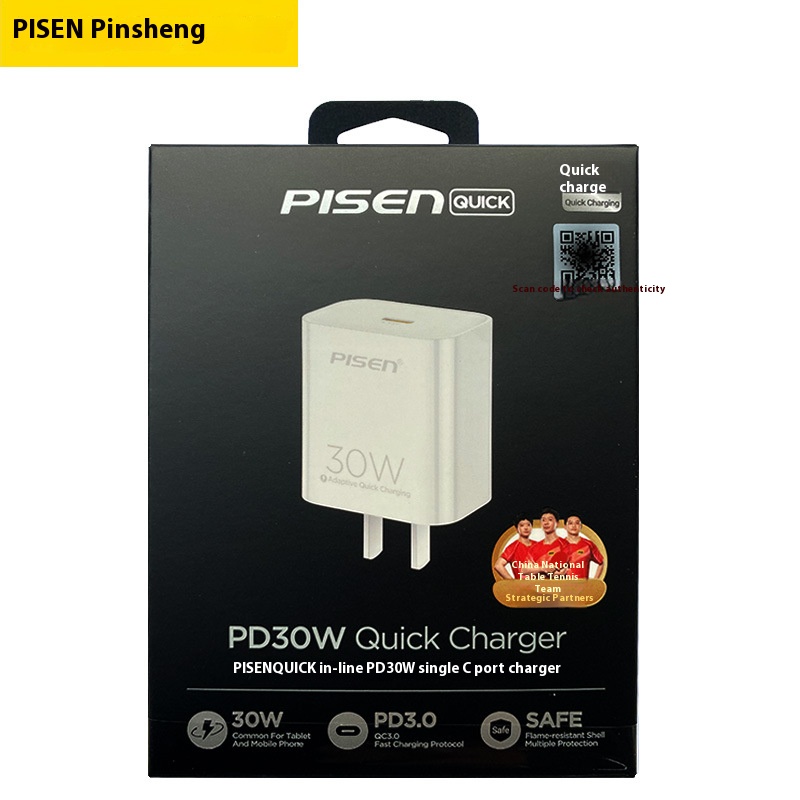 PISEN Pinsheng
PISEN QUICK
Quick
charge
Quick Charging
Scan code to check authenticity
PISEN®
30W
Adaptive Quick Charging
China National
Table Tennis
Team
Strategic Partners
PD30W Quick Charger
PISENQUICK in-line PD30W single C port charger
30W
Common For Tablet
And Mobile Phone
PD3.0
QC3.0
Fast Charging Protocol
Safe
SAFE
Flame-resistant Shell
Multiple Protection